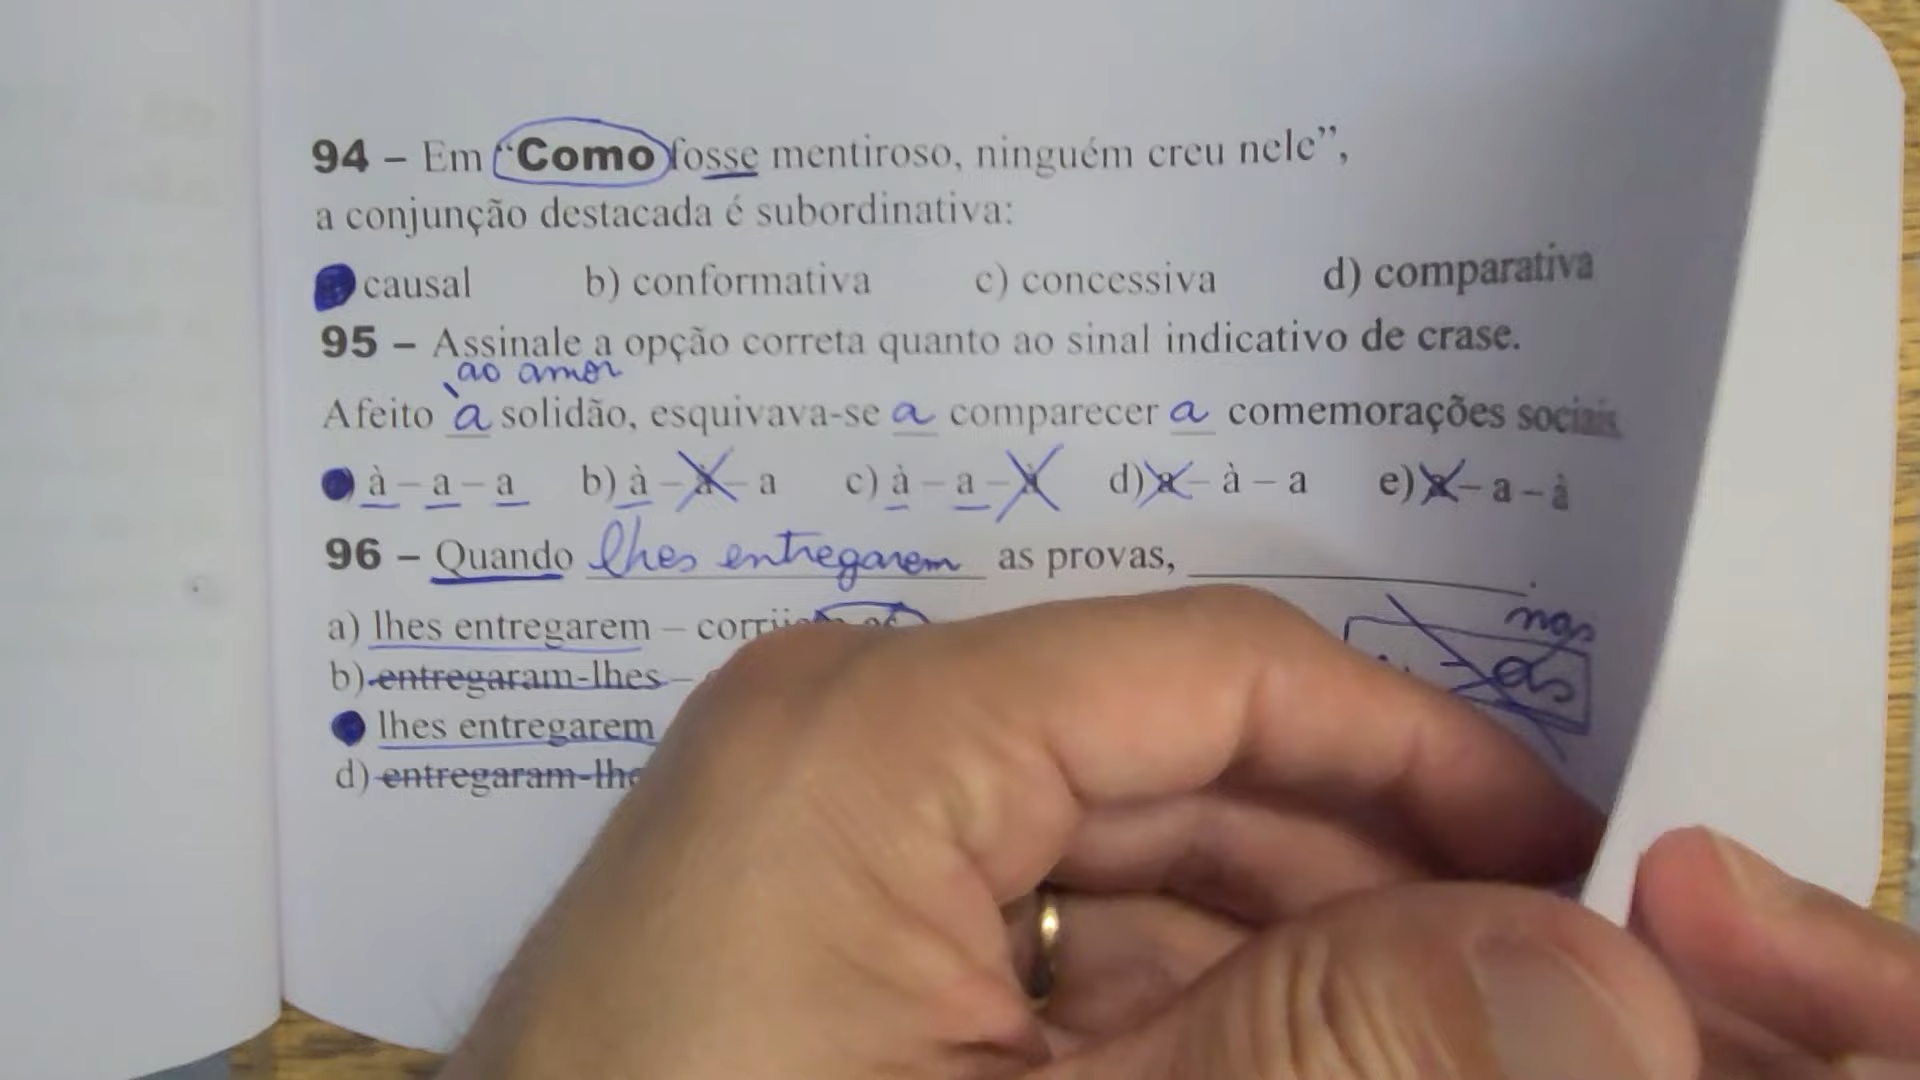 94 – Em “Como fosse mentiroso, ninguém creu nele”,
a conjunção destacada é subordinativa:
causal b) conformativa c) concessiva d) comparativa
95 – Assinale a opção correta quanto ao sinal indicativo de crase.
ao amor
Afeito à solidão, esquivava-se a comparecer a comemorações sociais
à – a – a b) à – à – a c) à – a – à d) a – à – a e) a – a – à
96 – Quando lhes entregarem as provas, ____.
nos
a) lhes entregarem –
as
b) entregaram-lhes –
lhes entregarem
d) entregaram-lhe